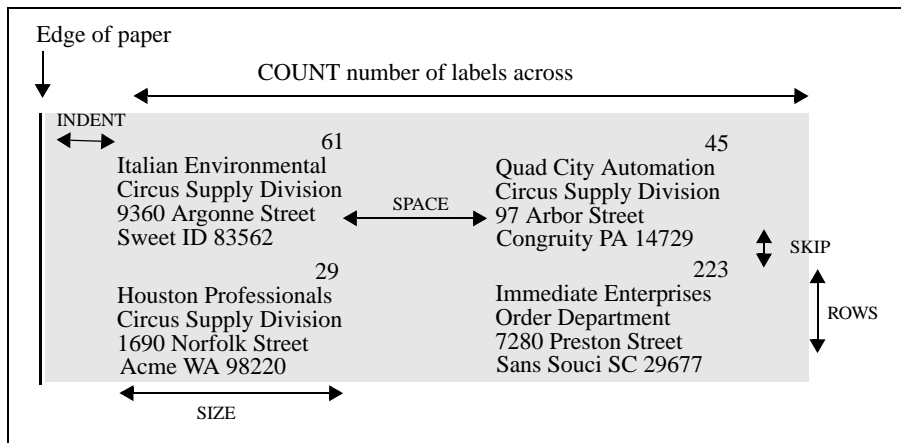 Edge of paper
COUNT number of labels across
INDENT
61
Italian Environmental
Circus Supply Division
9360 Argonne Street
Sweet ID 83562
SPACE
45
Quad City Automation
Circus Supply Division
97 Arbor Street
Congruity PA 14729
SKIP
29
Houston Professionals
Circus Supply Division
1690 Norfolk Street
Acme WA 98220
223
Immediate Enterprises
Order Department
7280 Preston Street
Sans Souci SC 29677
ROWS
SIZE